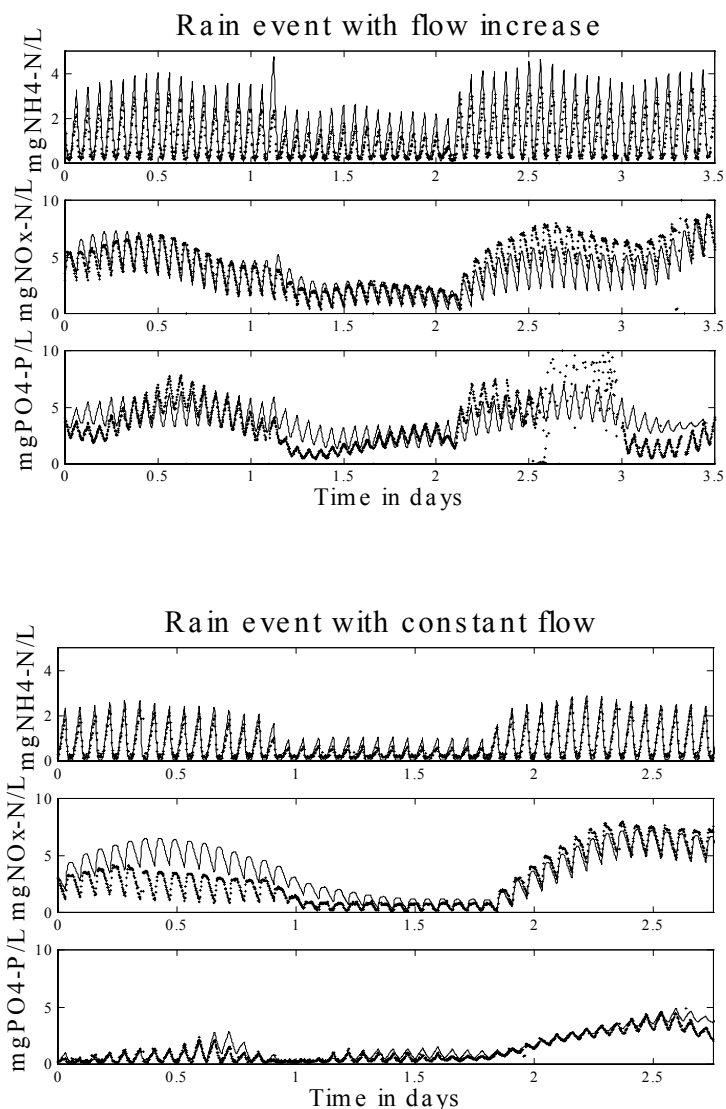 Rain event with flow increase
mgNH4-N/L
4
2
0
0 0.5 1 1.5 2 2.5 3 3.5
mgNOx-N/L
10
5
0
0 0.5 1 1.5 2 2.5 3 3.5
mgPO4-P/L
10
5
0
0 0.5 1 1.5 2 2.5 3 3.5
Time in days
Rain event with constant flow
mgNH4-N/L
4
2
0
0 0.5 1 1.5 2 2.5
mgNOx-N/L
10
5
0
0 0.5 1 1.5 2 2.5
mgPO4-P/L
10
5
0
0 0.5 1 1.5 2 2.5
Time in days